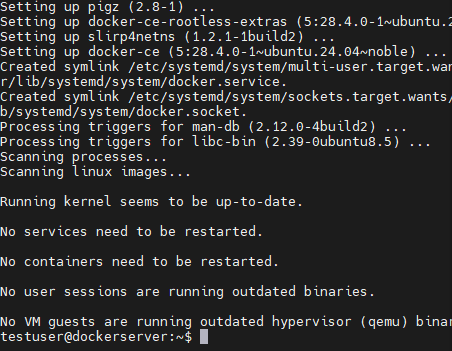 Setting up pigz (2.8-1) ...
Setting up docker-ce-rootless-extras (5:28.4.0-1~ubuntu.2
Setting up slirp4netns (1.2.1-1build2) ...
Setting up docker-ce (5:28.4.0-1~ubuntu.24.04~noble) ...
Created symlink /etc/systemd/system/multi-user.target.wan
r/lib/systemd/system/docker.service.
Created symlink /etc/systemd/system/sockets.target.wants/
b/systemd/system/docker.socket.
Processing triggers for man-db (2.12.0-4build2) ...
Processing triggers for libc-bin (2.39-0ubuntu8.5) ...
Scanning processes...
Scanning linux images...
Running kernel seems to be up-to-date.
No services need to be restarted.
No containers need to be restarted.
No user sessions are running outdated binaries.
No VM guests are running outdated hypervisor (qemu) binar
testuser@dockerserver:~$